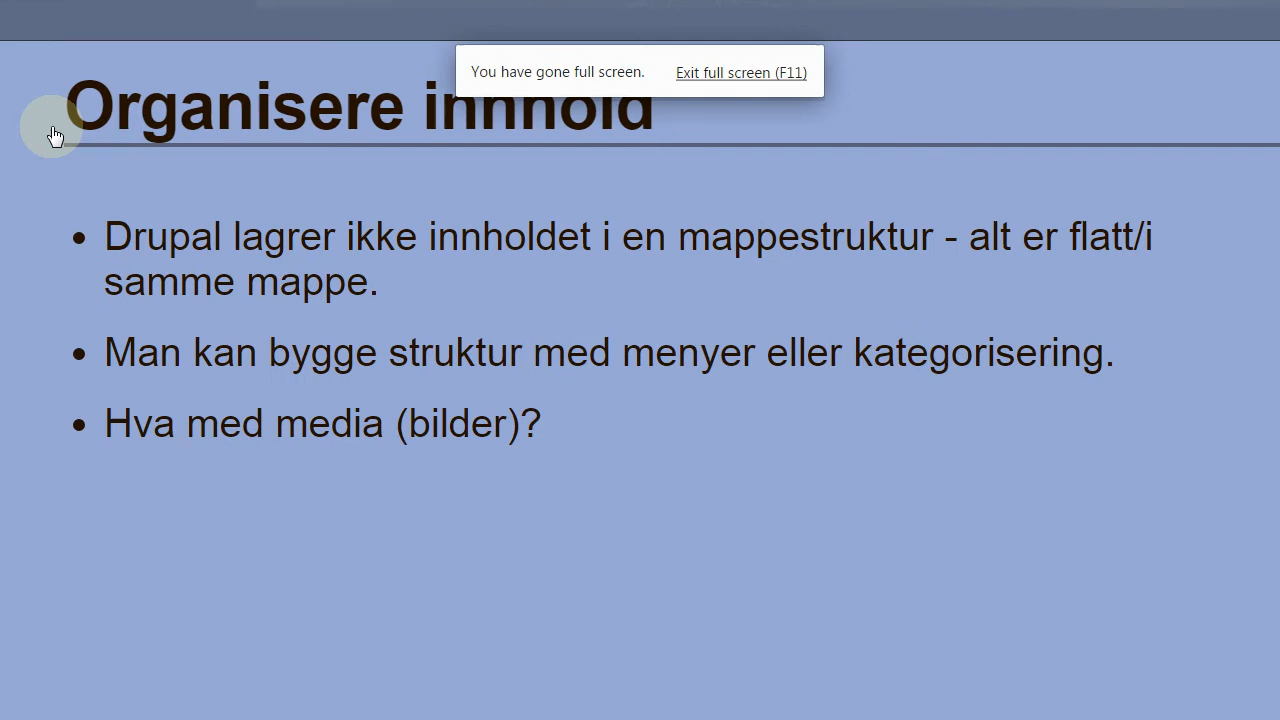 You have gone full screen. Exit full screen (F11)
Organisere innhold
• Drupal lagrer ikke innholdet i en mappestruktur - alt er flatt/i
samme mappe.
• Man kan bygge struktur med menyer eller kategorisering.
• Hva med media (bilder)?